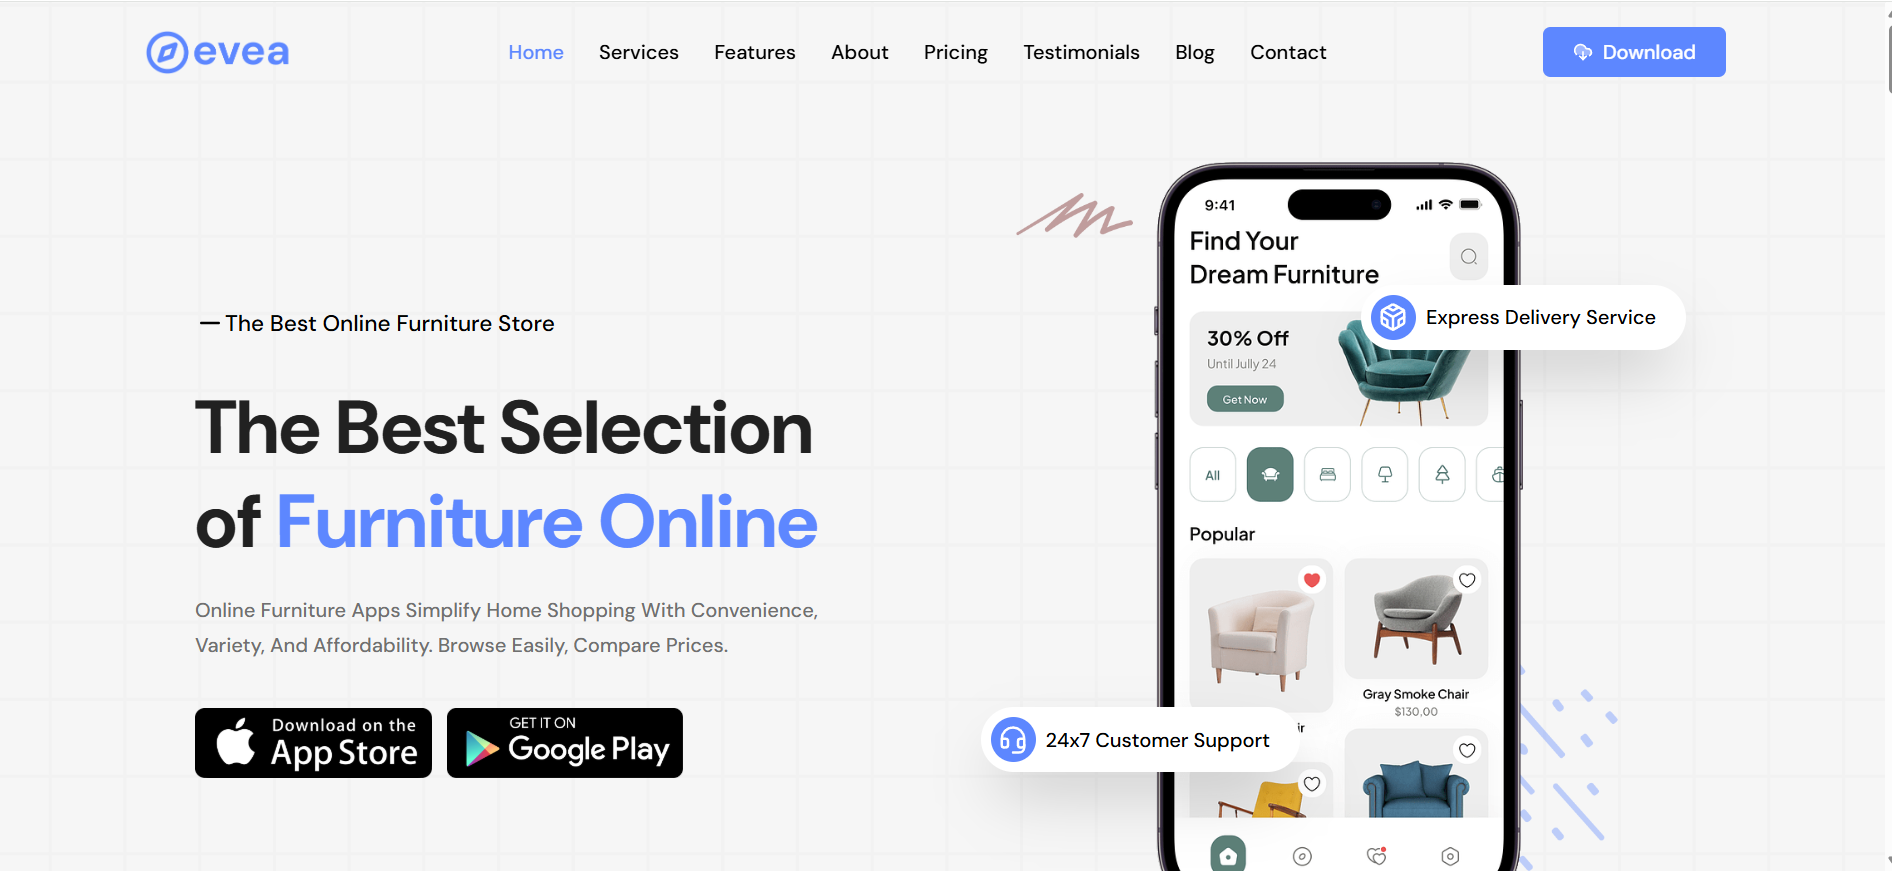 evea
Home Services Features About Pricing Testimonials Blog Contact
Download
The Best Online Furniture Store
The Best Selection
of Furniture Online
Online Furniture Apps Simplify Home Shopping With Convenience,
Variety, And Affordability. Browse Easily, Compare Prices.
Download on the
App Store
GET IT ON
Google Play
9:41
Find Your
Dream Furniture
Express Delivery Service
30% Off
Until Jully 24
Get Now
All
Popular
Gray Smoke Chair
$130,00
ir
24x7 Customer Support